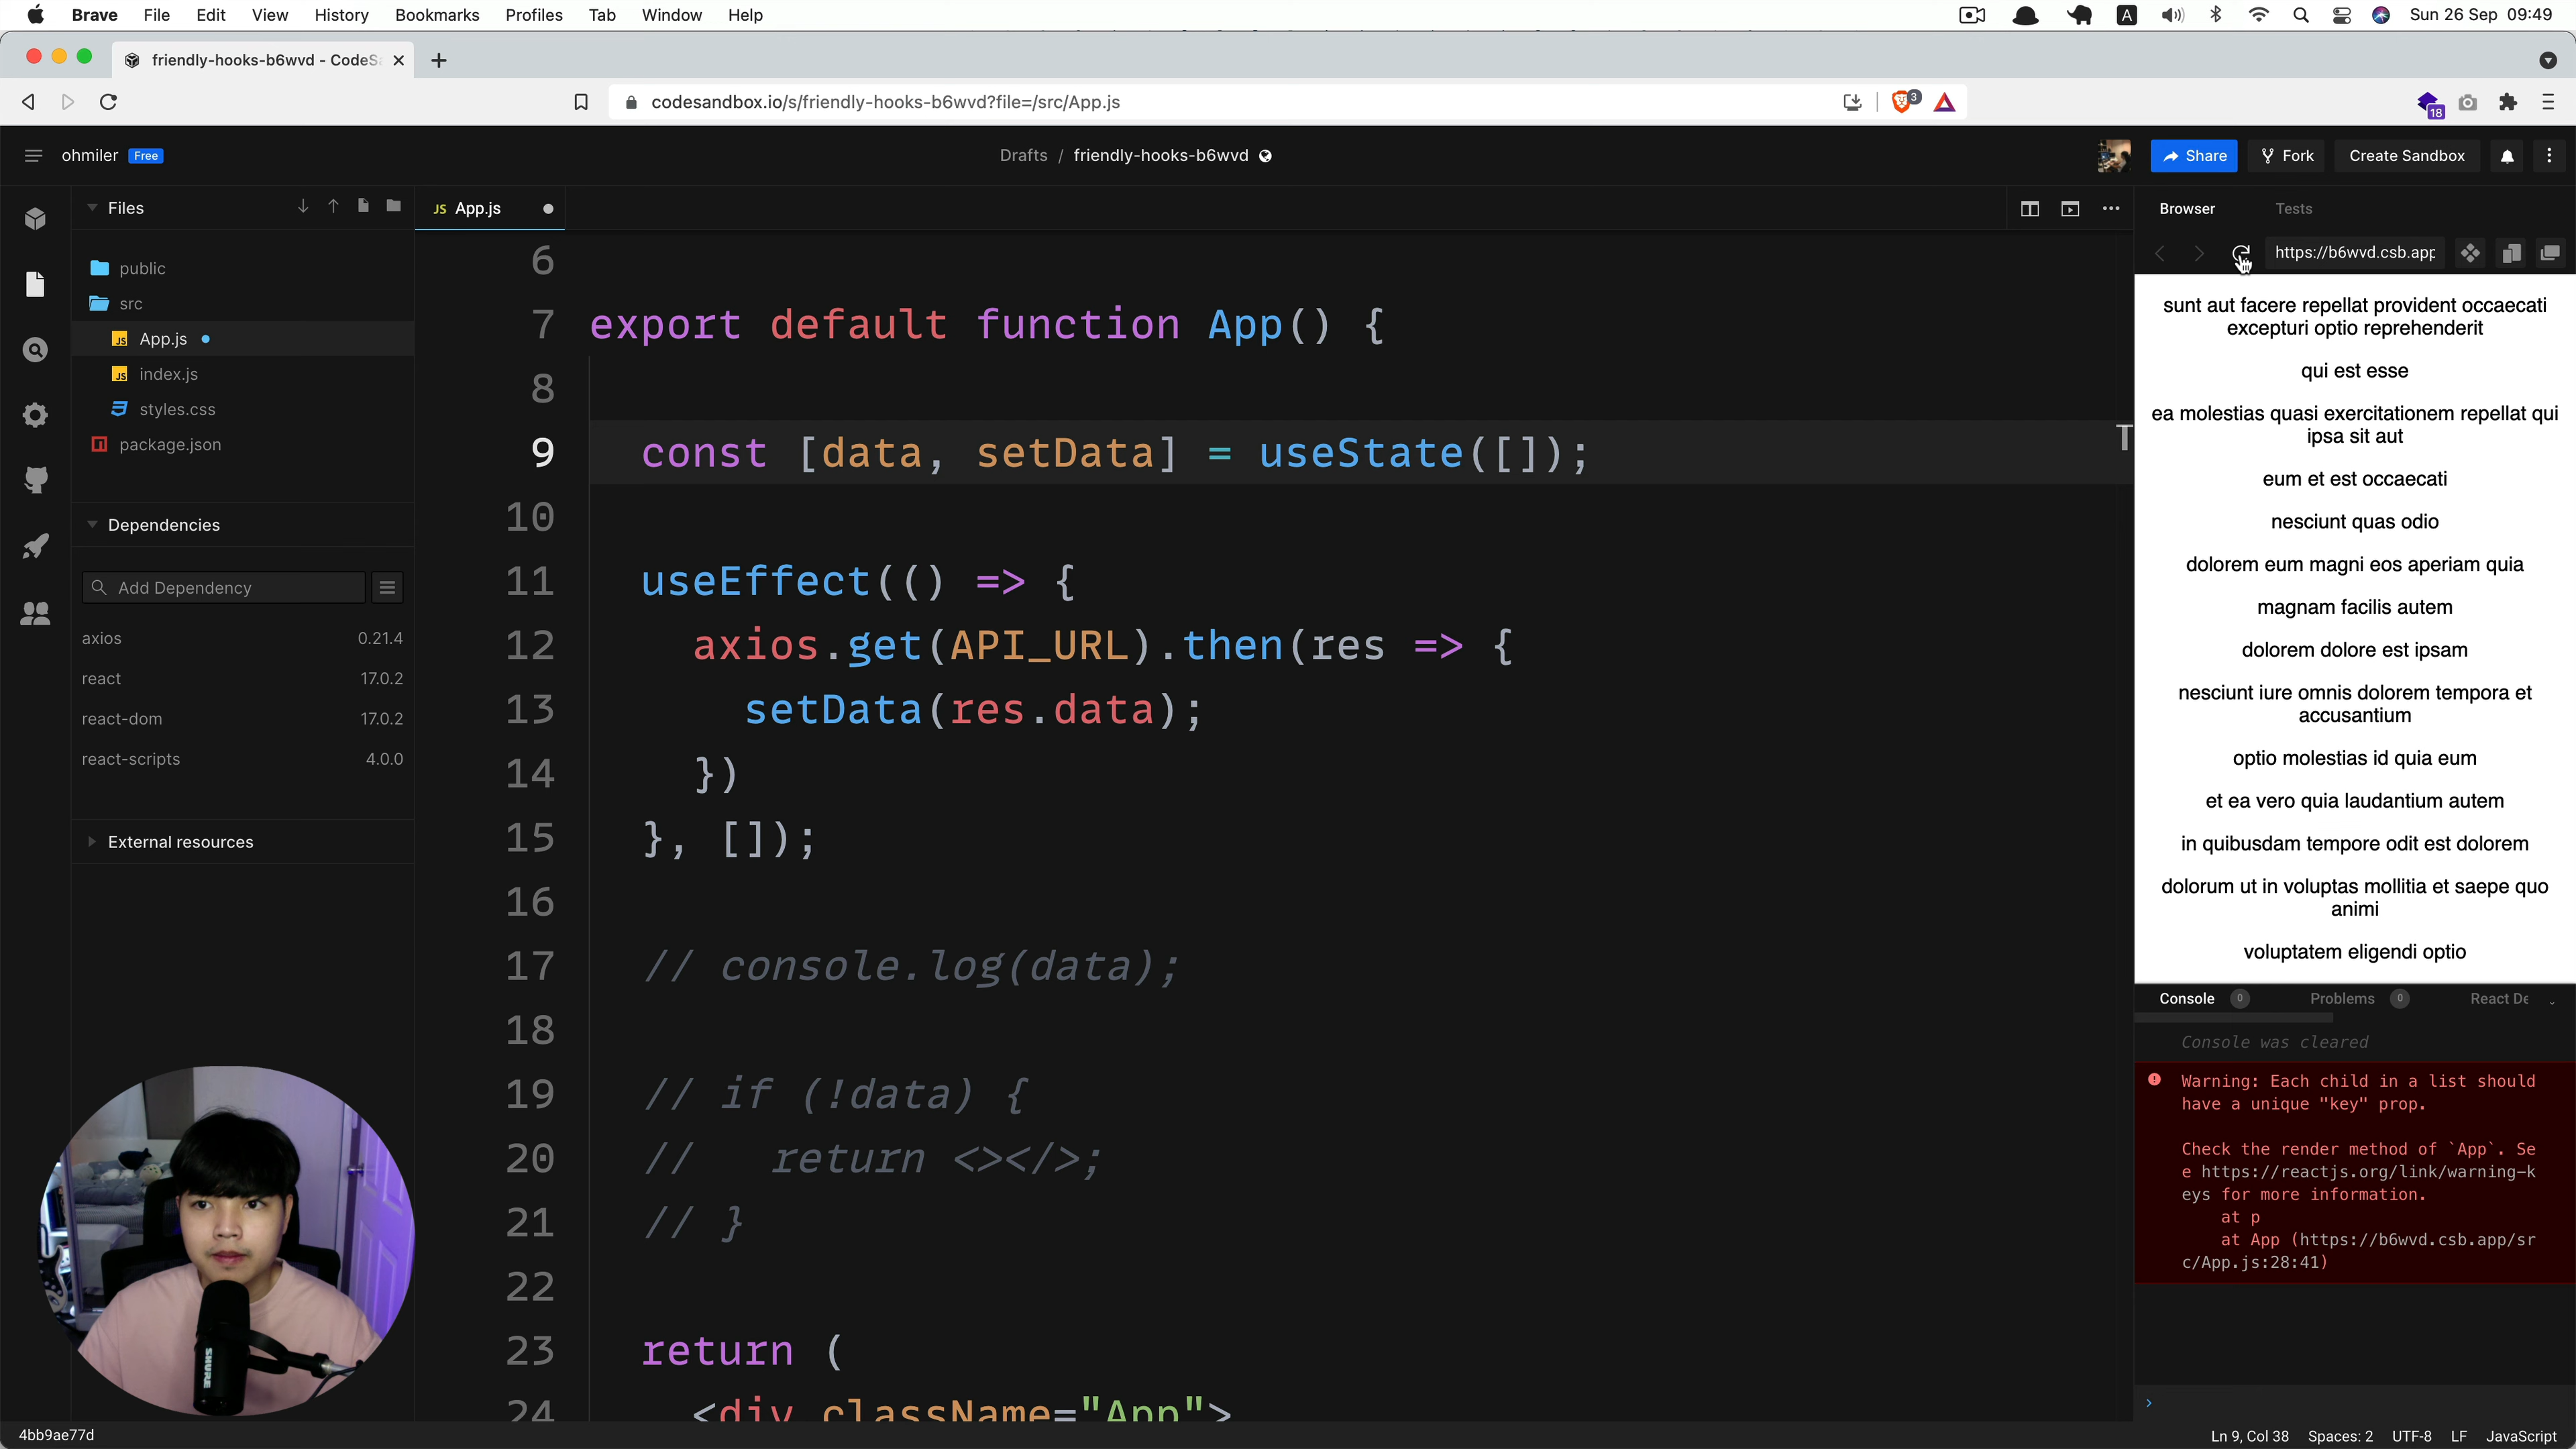 Brave File Edit View History Bookmarks Profiles Tab Window Help
A
Sun 26 Sep 09:49
friendly-hooks-b6wvd - CodeSa
codesandbox.io/s/friendly-hooks-b6wvd?file=/src/App.js
3
18
ohmiler Free
Drafts / friendly-hooks-b6wvd
Share Fork Create Sandbox
Files
public
src
JS App.js
JS index.js
styles.css
package.json
Dependencies
Add Dependency
axios 0.21.4
react 17.0.2
react-dom 17.0.2
react-scripts 4.0.0
External resources
JS App.js
6
7 export default function App() {
8
9 const [data, setData] = useState([]);
10
11 useEffect(() => {
12 axios.get(API_URL).then(res => {
13 setData(res.data);
14 })
15 }, []);
16
17 // console.log(data);
18
19 // if (!data) {
20 // return <></>;
21 // }
22
23 return (
24 <div className="App">
SHURE
Browser Tests
https://b6wvd.csb.app
sunt aut facere repellat provident occaecati
excepturi optio reprehenderit
qui est esse
ea molestias quasi exercitationem repellat qui
ipsa sit aut
eum et est occaecati
nesciunt quas odio
dolorem eum magni eos aperiam quia
magnam facilis autem
dolorem dolore est ipsam
nesciunt iure omnis dolorem tempora et
accusantium
optio molestias id quia eum
et ea vero quia laudantium autem
in quibusdam tempore odit est dolorem
dolorum ut in voluptas mollitia et saepe quo
animi
voluptatem eligendi optio
Console 0 Problems 0 React De
Console was cleared
Warning: Each child in a list should
have a unique "key" prop.
Check the render method of `App`. Se
e https://reactjs.org/link/warning-k
eys for more information.
at p
at App (https://b6wvd.csb.app/sr
c/App.js:28:41)
4bb9ae77d
Ln 9, Col 38 Spaces: 2 UTF-8 LF JavaScript